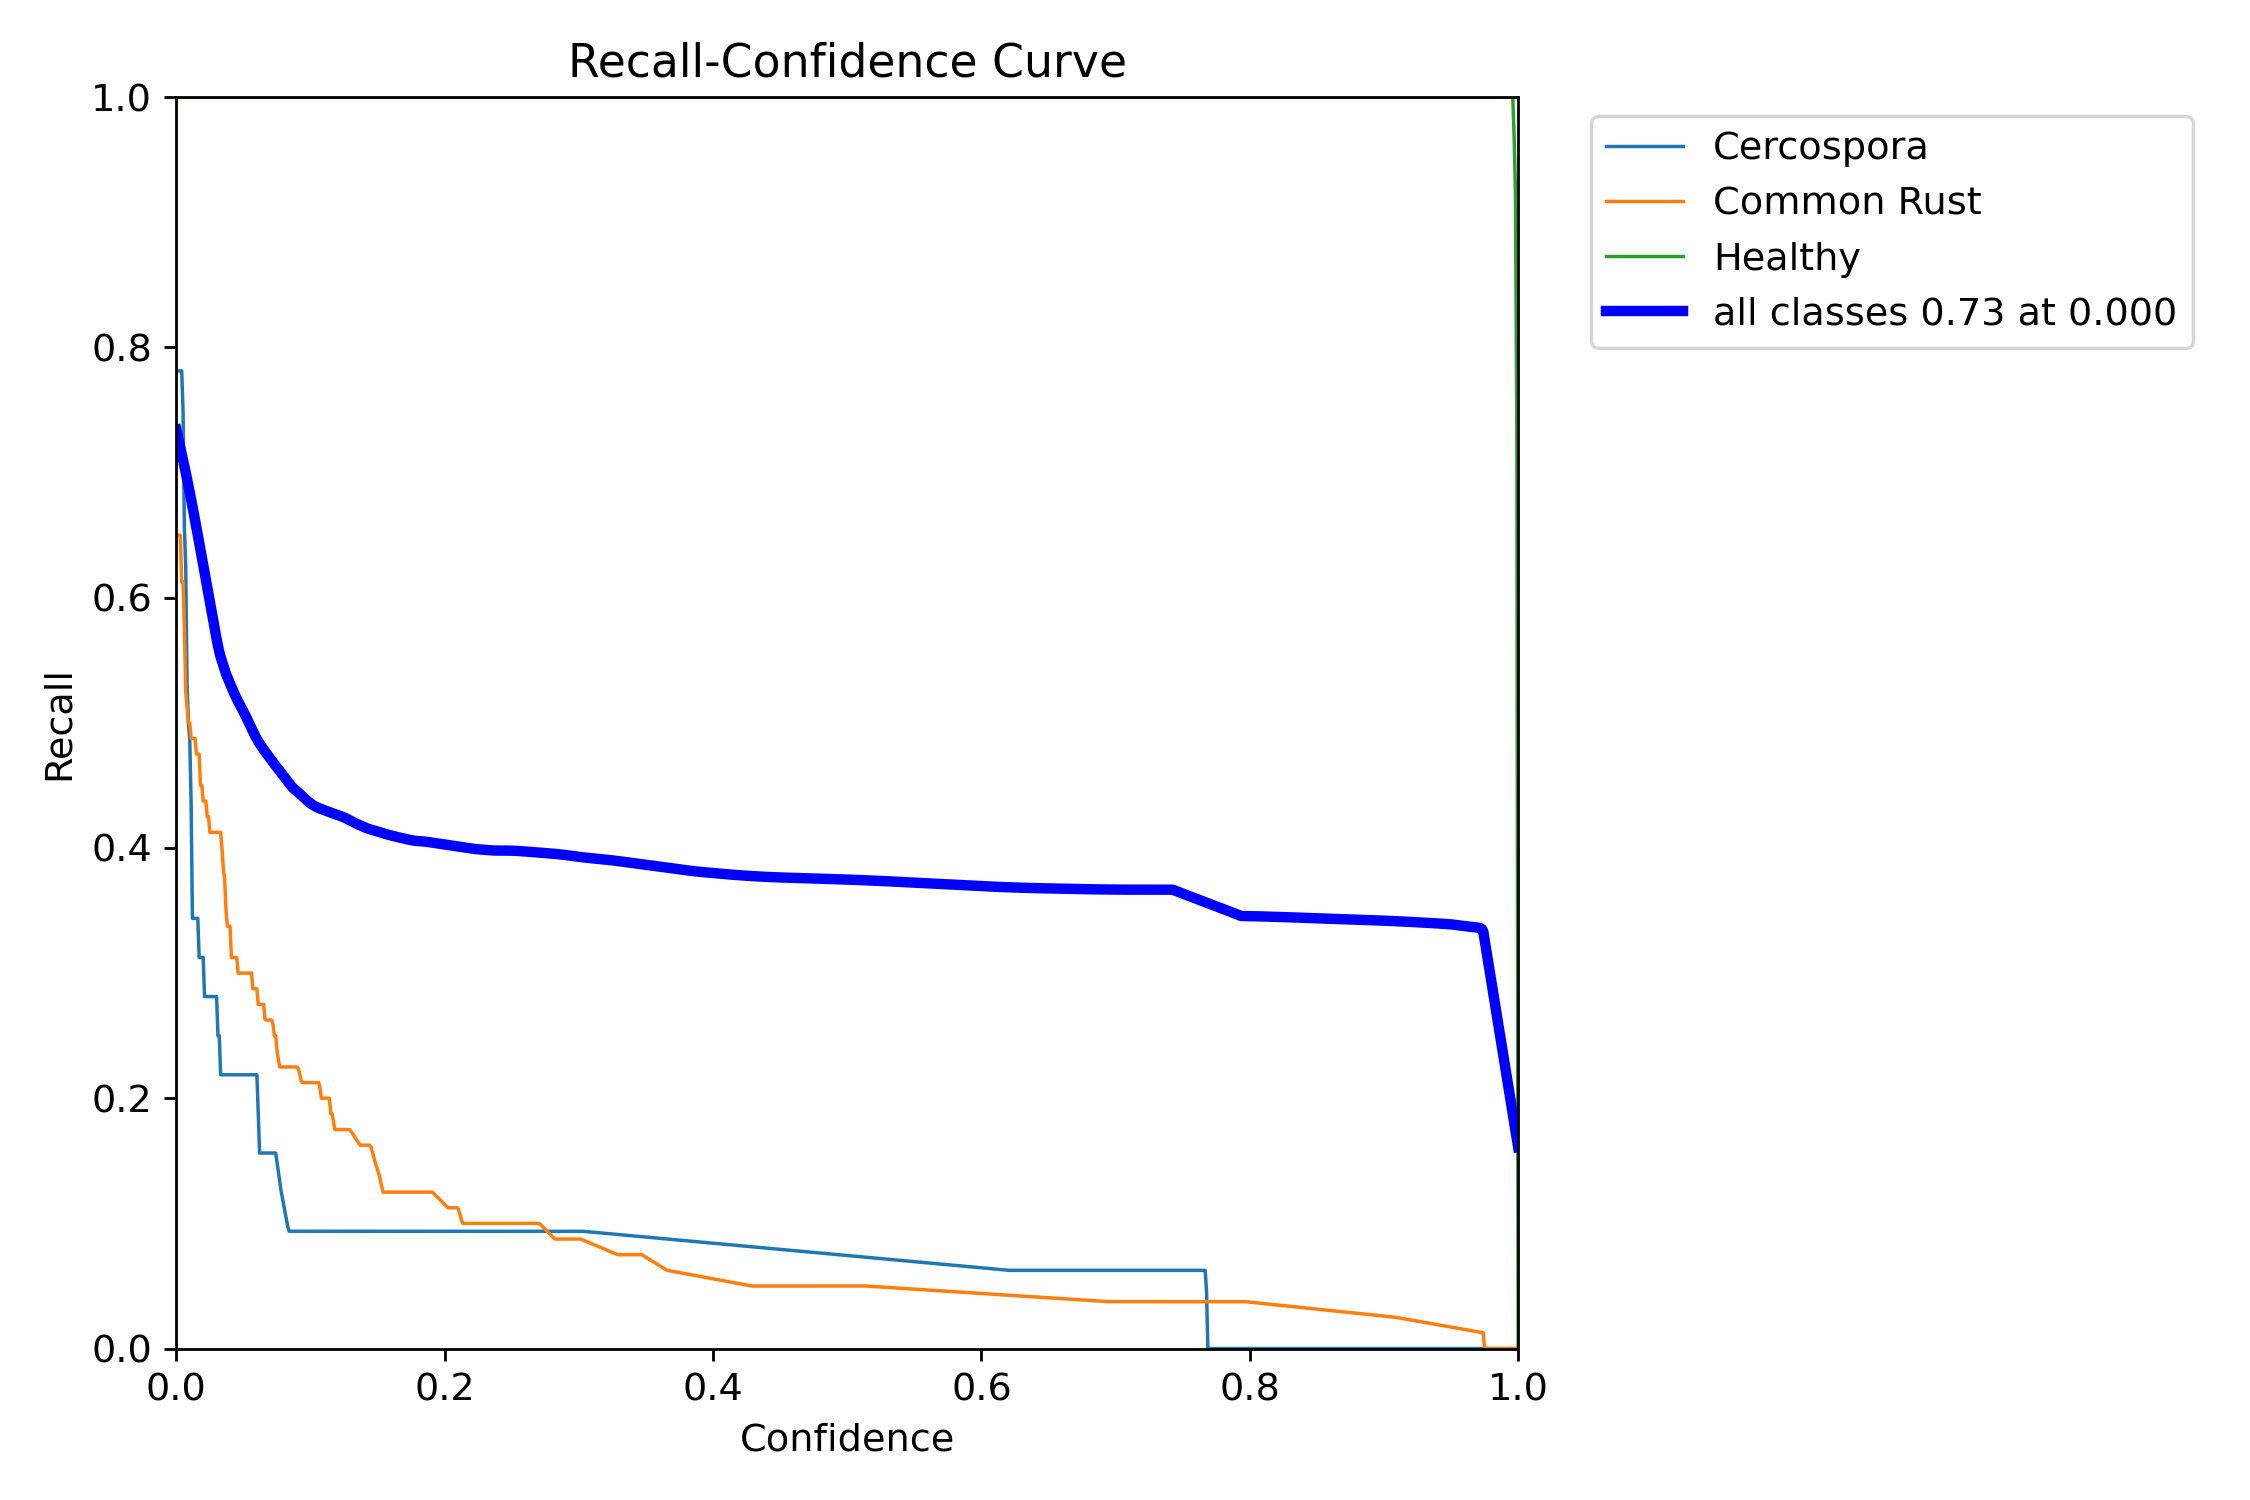 Recall-Confidence Curve
1.0
0.8
0.6
0.4
0.2
0.0
Recall
0.0 0.2 0.4 0.6 0.8 1.0
Confidence
Cercospora
Common Rust
Healthy
all classes 0.73 at 0.000